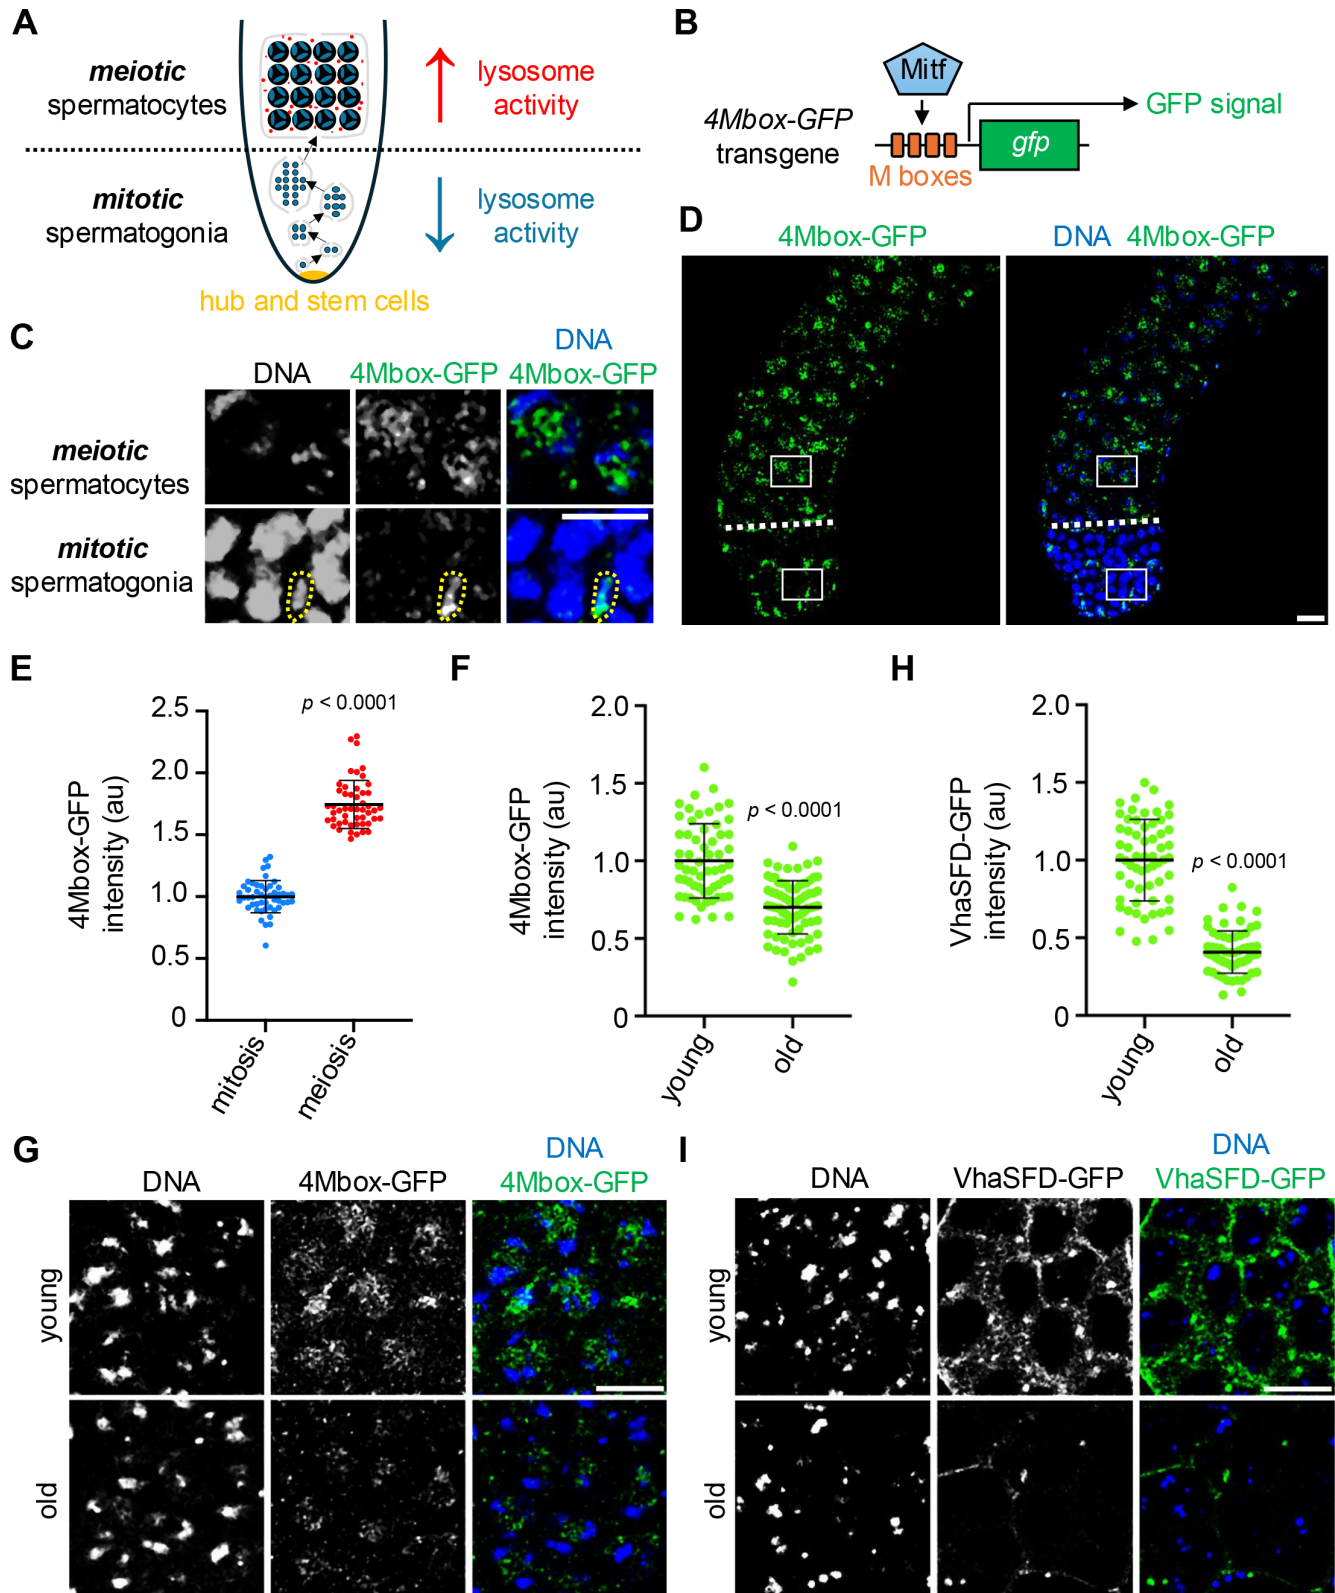 A
meiotic
spermatocytes
lysosome
activity
mitotic
spermatogonia
lysosome
activity
hub and stem cells
B
Mitf
4Mbox-GFP
transgene
GFP signal
gfp
M boxes
C
DNA
DNA 4Mbox-GFP 4Mbox-GFP
meiotic
spermatocytes
mitotic
spermatogonia
D
4Mbox-GFP
DNA 4Mbox-GFP
E
4Mbox-GFP
intensity (au)
2.5
2.0
1.5
1.0
0.5
0
p < 0.0001
mitosis
meiosis
F
4Mbox-GFP
intensity (au)
2.0
1.5
1.0
0.5
0
p < 0.0001
young
old
H
VhaSFD-GFP
intensity (au)
2.0
1.5
1.0
0.5
0
p < 0.0001
young
old
G
DNA
DNA 4Mbox-GFP 4Mbox-GFP
young
old
I
DNA
DNA VhaSFD-GFP VhaSFD-GFP
young
old